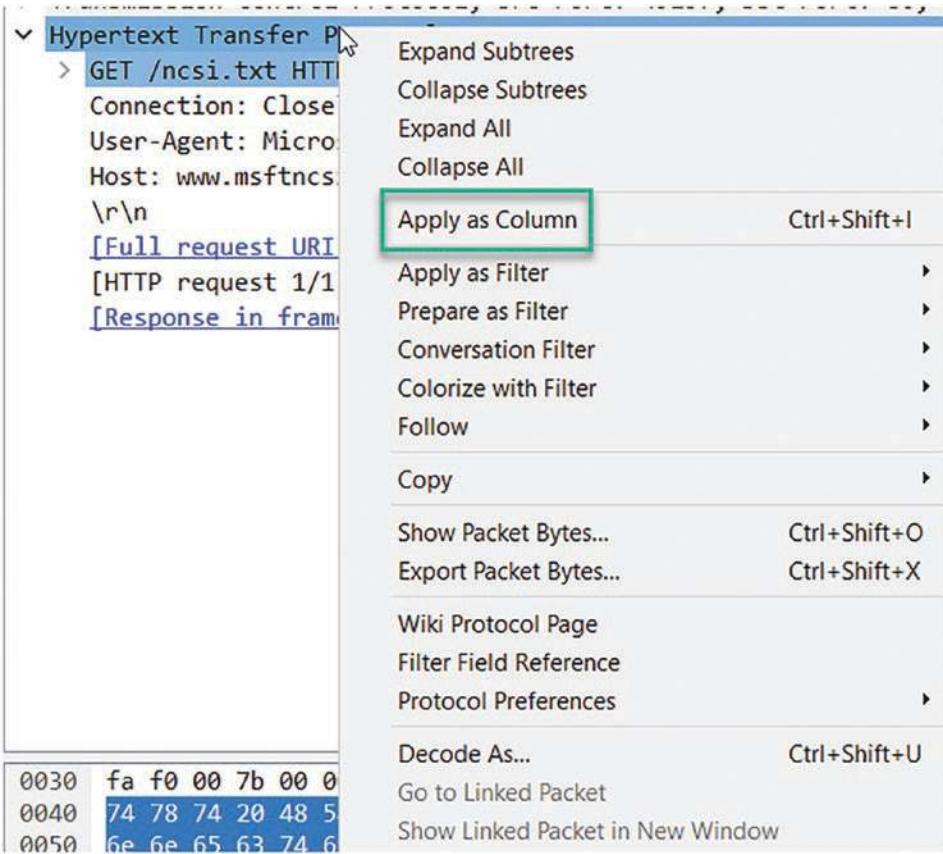 Hypertext Transfer P
GET /ncsi.txt HTT
Connection: Close
User-Agent: Micro
Host: www.msftncs
\r\n
[Full request URI
[HTTP request 1/1
[Response in fram
Expand Subtrees
Collapse Subtrees
Expand All
Collapse All
Apply as Column Ctrl+Shift+I
Apply as Filter
Prepare as Filter
Conversation Filter
Colorize with Filter
Follow
Copy
Show Packet Bytes... Ctrl+Shift+O
Export Packet Bytes... Ctrl+Shift+X
Wiki Protocol Page
Filter Field Reference
Protocol Preferences
Decode As... Ctrl+Shift+U
Go to Linked Packet
Show Linked Packet in New Window
0030 fa f0 00 7b 00 0
0040 74 78 74 20 48 5
0050 6e 6e 65 63 74 6